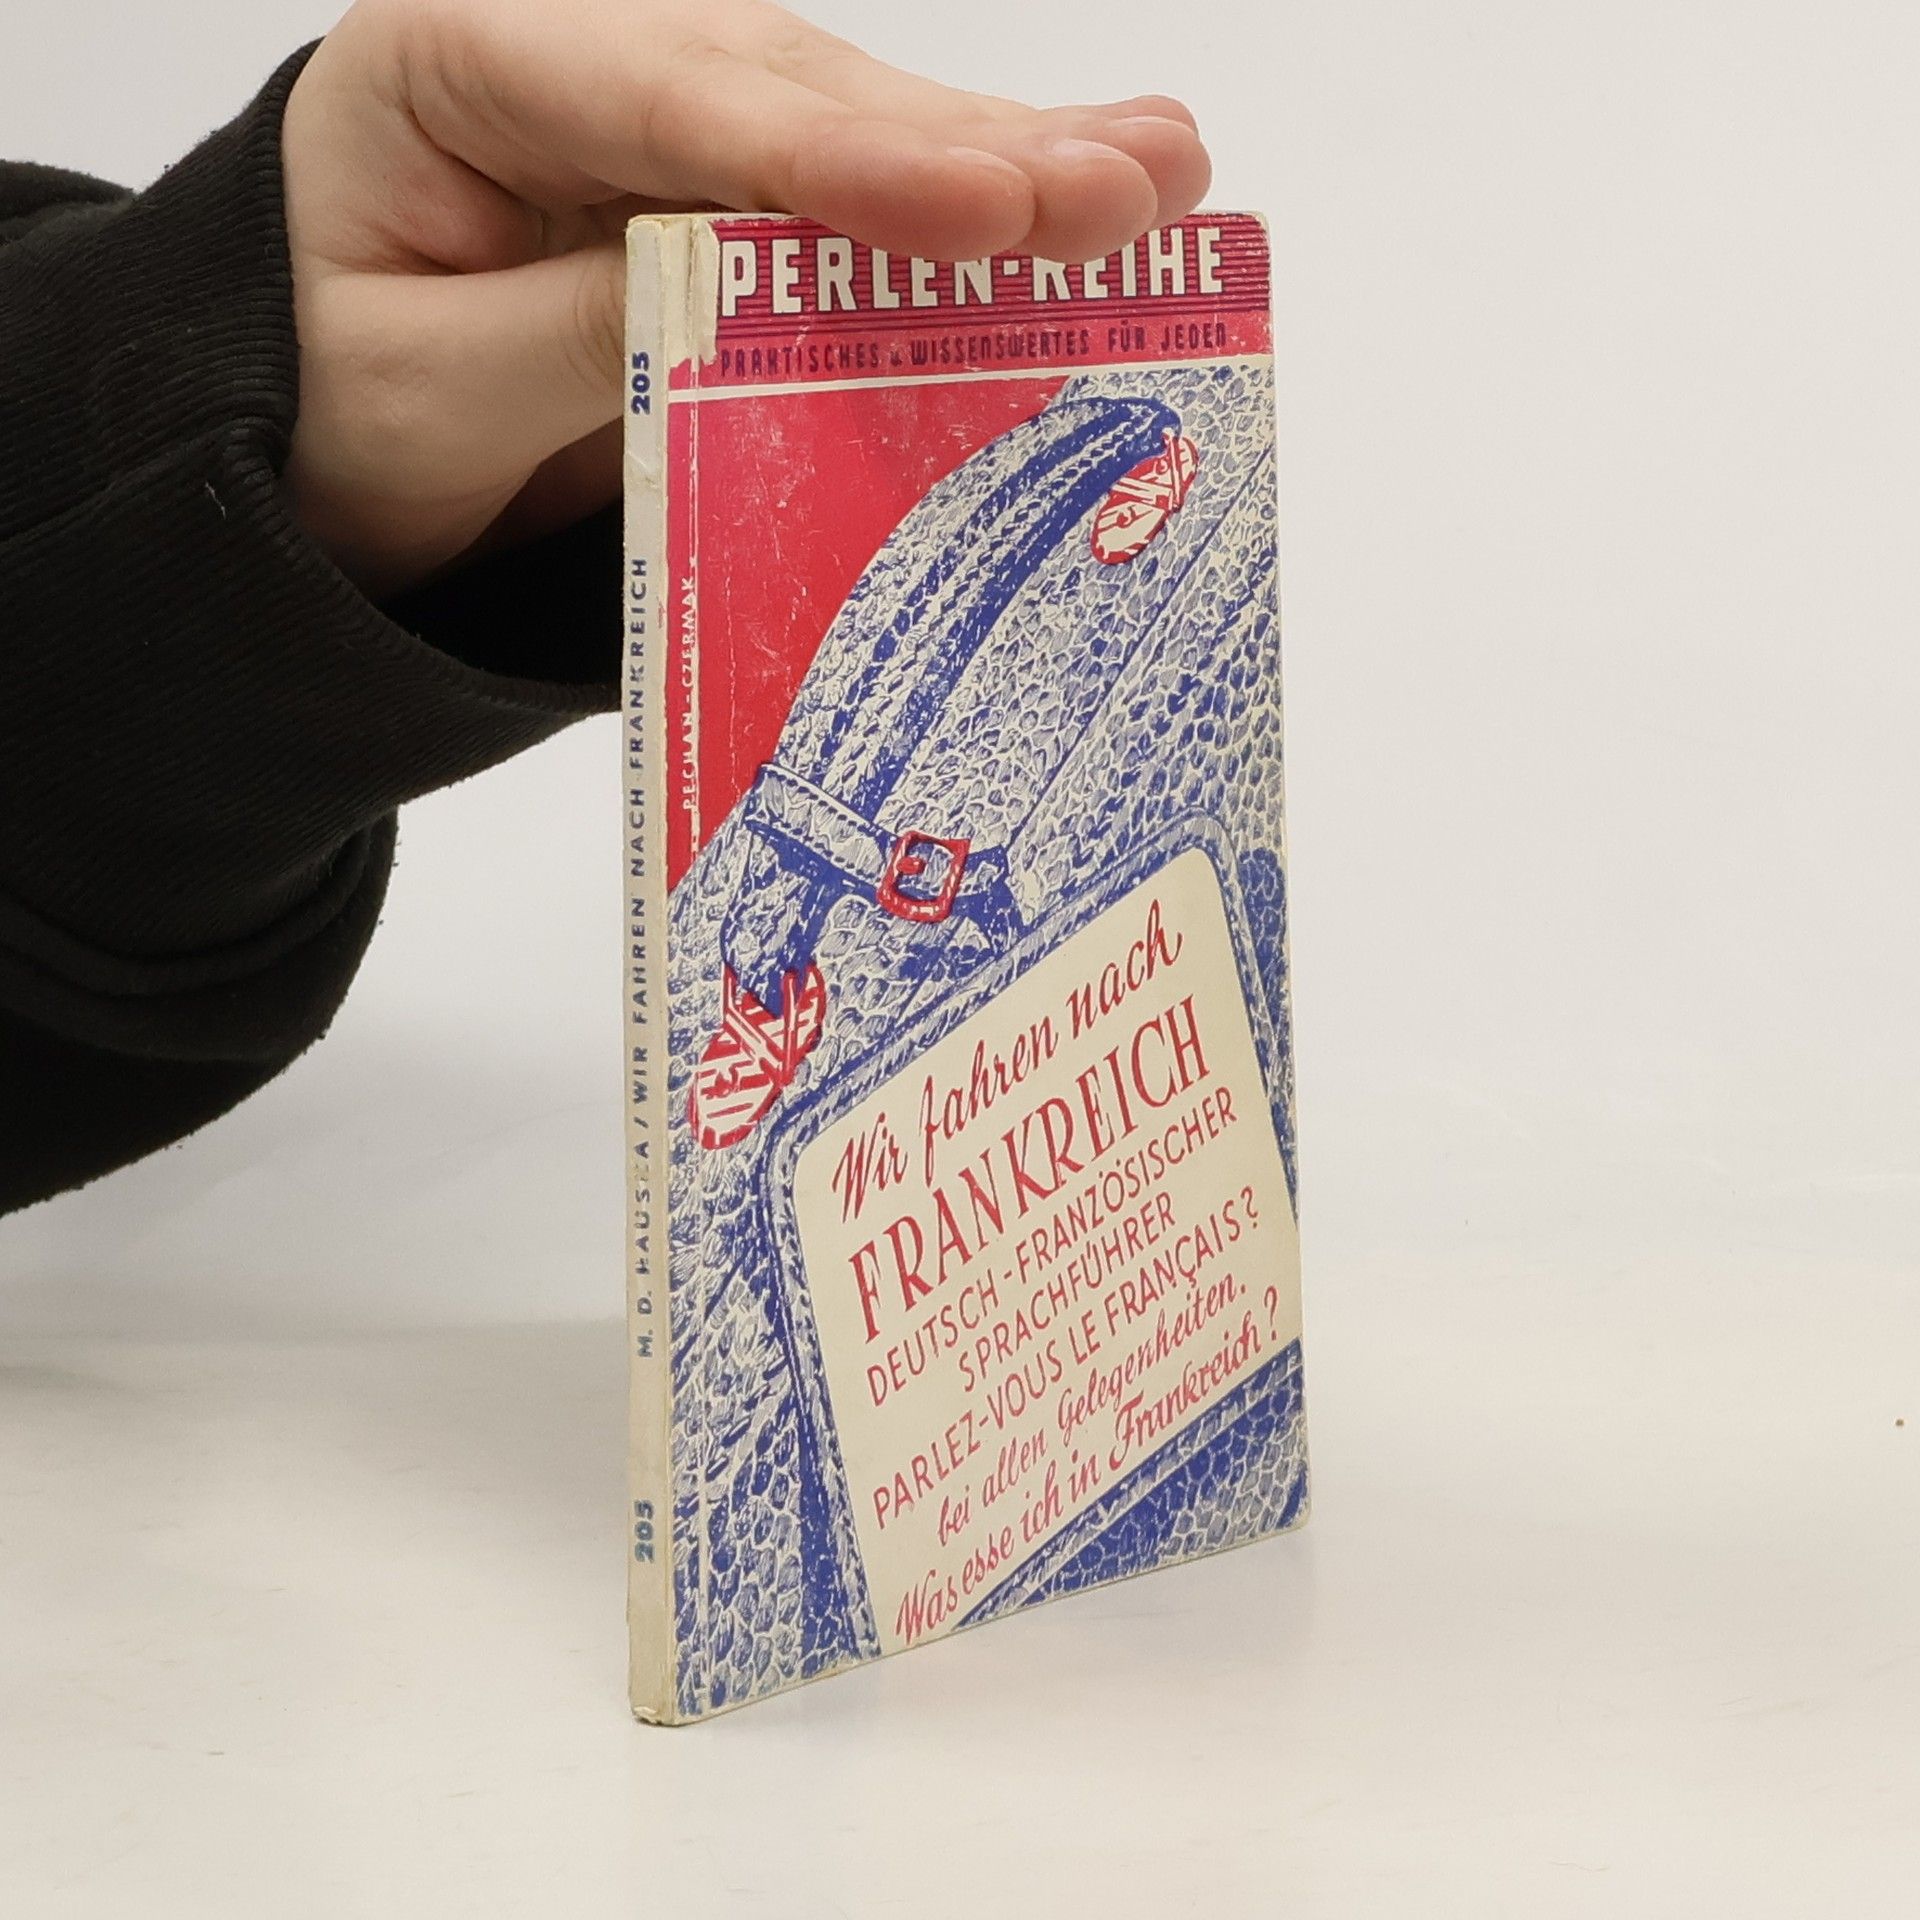 PERLEN-REIHE
PRAKTISCHES u. WISSENSWERTES FÜR JEDEN
PECHAN-CZERMAK
Wir fahren nach
FRANKREICH
DEUTSCH-FRANZÖSISCHER
SPRACHFÜHRER
PARLEZ-VOUS LE FRANÇAIS?
bei allen Gelegenheiten.
Was esse ich in Frankreich?
205
M. D. HAUSKA / WIR FAHREN NACH FRANKREICH
205